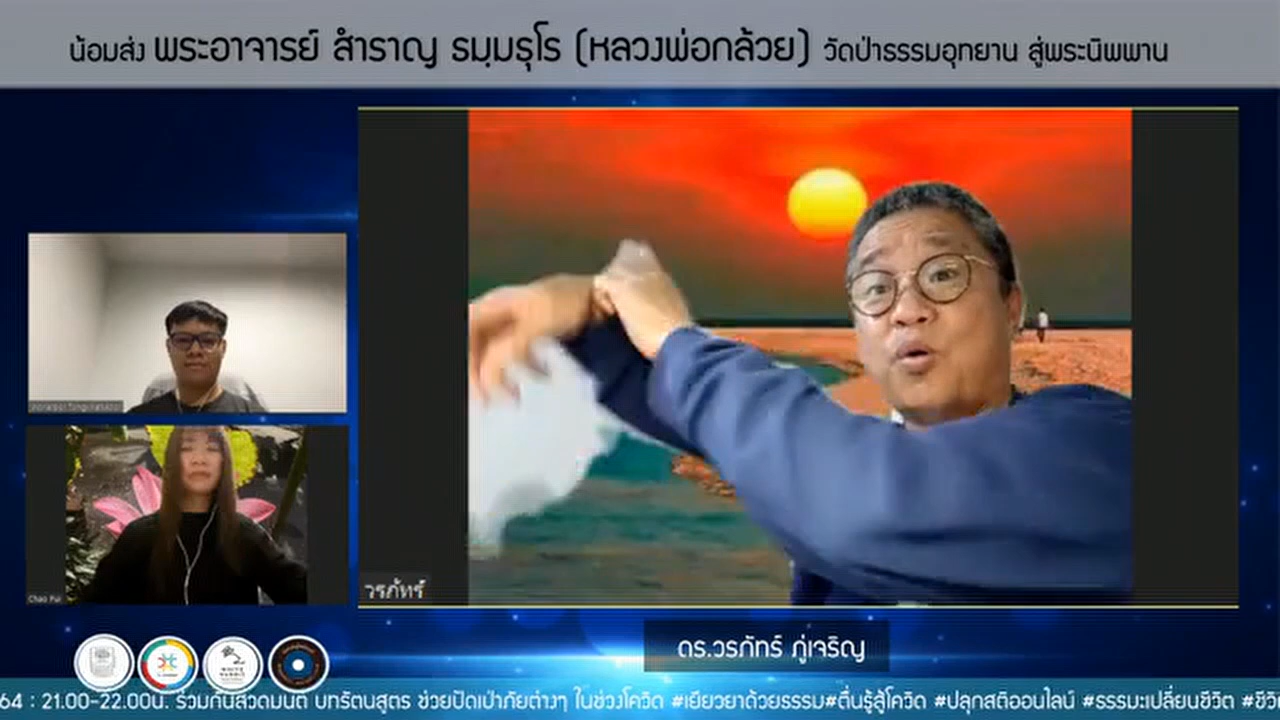 น้อมส่ง พระอาจารย์ สำราญ ธมฺมธุโร (หลวงพ่อกล้วย) วัดป่าธรรมอุทยาน สู่พระนิพพาน
Chao Pui
วรภัทร์
ดร.วรภัทร์ ภู่เจริญ
WHITE RABBIT
64 : 21.00-22.00น. ร่วมกันสวดมนต์ บทรัตนสูตร ช่วยปัดเป่าภัยต่างๆ ในช่วงโควิด #เยียวยาด้วยธรรม#ตื่นรู้สู้โควิด #ปลุกสติออนไลน์ #ธรรมะเปลี่ยนชีวิต